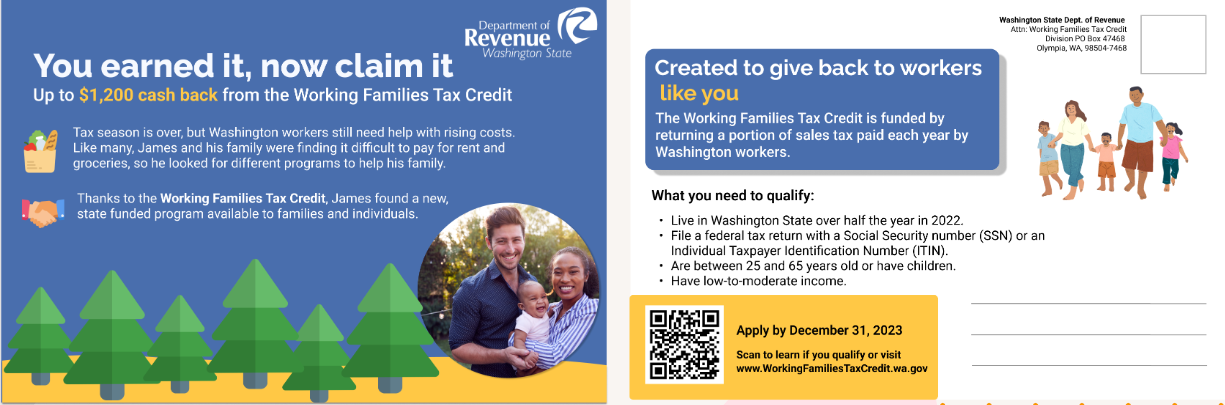 Department of
Revenue
Washington State
You earned it, now claim it
Up to $1,200 cash back from the Working Families Tax Credit
Tax season is over, but Washington workers still need help with rising costs.
Like many, James and his family were finding it difficult to pay for rent and
groceries, so he looked for different programs to help his family.
Thanks to the Working Families Tax Credit, James found a new,
state funded program available to families and individuals.
Washington State Dept. of Revenue
Attn: Working Families Tax Credit
Division PO Box 47468
Olympia, WA, 98504-7468
Created to give back to workers
like you
The Working Families Tax Credit is funded by
returning a portion of sales tax paid each year by
Washington workers.
What you need to qualify:
• Live in Washington State over half the year in 2022.
• File a federal tax return with a Social Security number (SSN) or an
Individual Taxpayer Identification Number (ITIN).
• Are between 25 and 65 years old or have children.
• Have low-to-moderate income.
Apply by December 31, 2023
Scan to learn if you qualify or visit
www.WorkingFamiliesTaxCredit.wa.gov